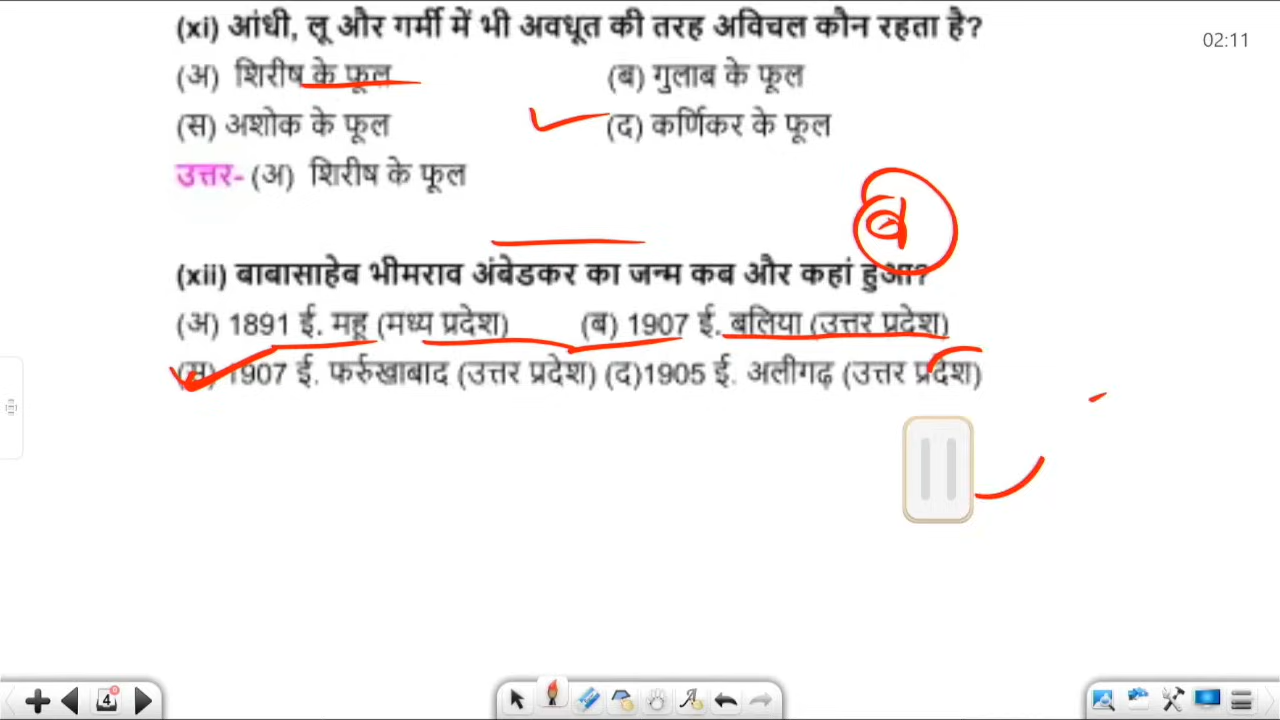 (xi) आंधी, लू और गर्मी में भी अवधूत की तरह अविचल कौन रहता है?
02:11
(अ) शिरीष के फूल (ब) गुलाब के फूल
(स) अशोक के फूल (द) कर्णिकर के फूल
उत्तर- (अ) शिरीष के फूल
ब
(xii) बाबासाहेब भीमराव अंबेडकर का जन्म कब और कहां हुआ?
(अ) 1891 ई. महू (मध्य प्रदेश) (ब) 1907 ई. बलिया (उत्तर प्रदेश)
(स) 1907 ई. फर्रुखाबाद (उत्तर प्रदेश) (द)1905 ई. अलीगढ़ (उत्तर प्रदेश)
4